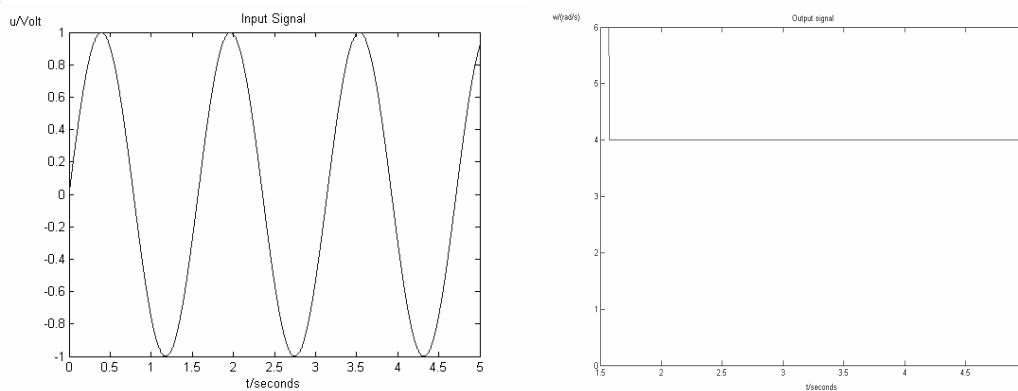 u/Volt
Input Signal
1
0.8
0.6
0.4
0.2
0
-0.2
-0.4
-0.6
-0.8
-1
0 0.5 1 1.5 2 2.5 3 3.5 4 4.5 5
t/seconds
w/(rad/s)
Output signal
6
5
4
3
2
1
0
1.5 2 2.5 3 3.5 4 4.5
t/seconds